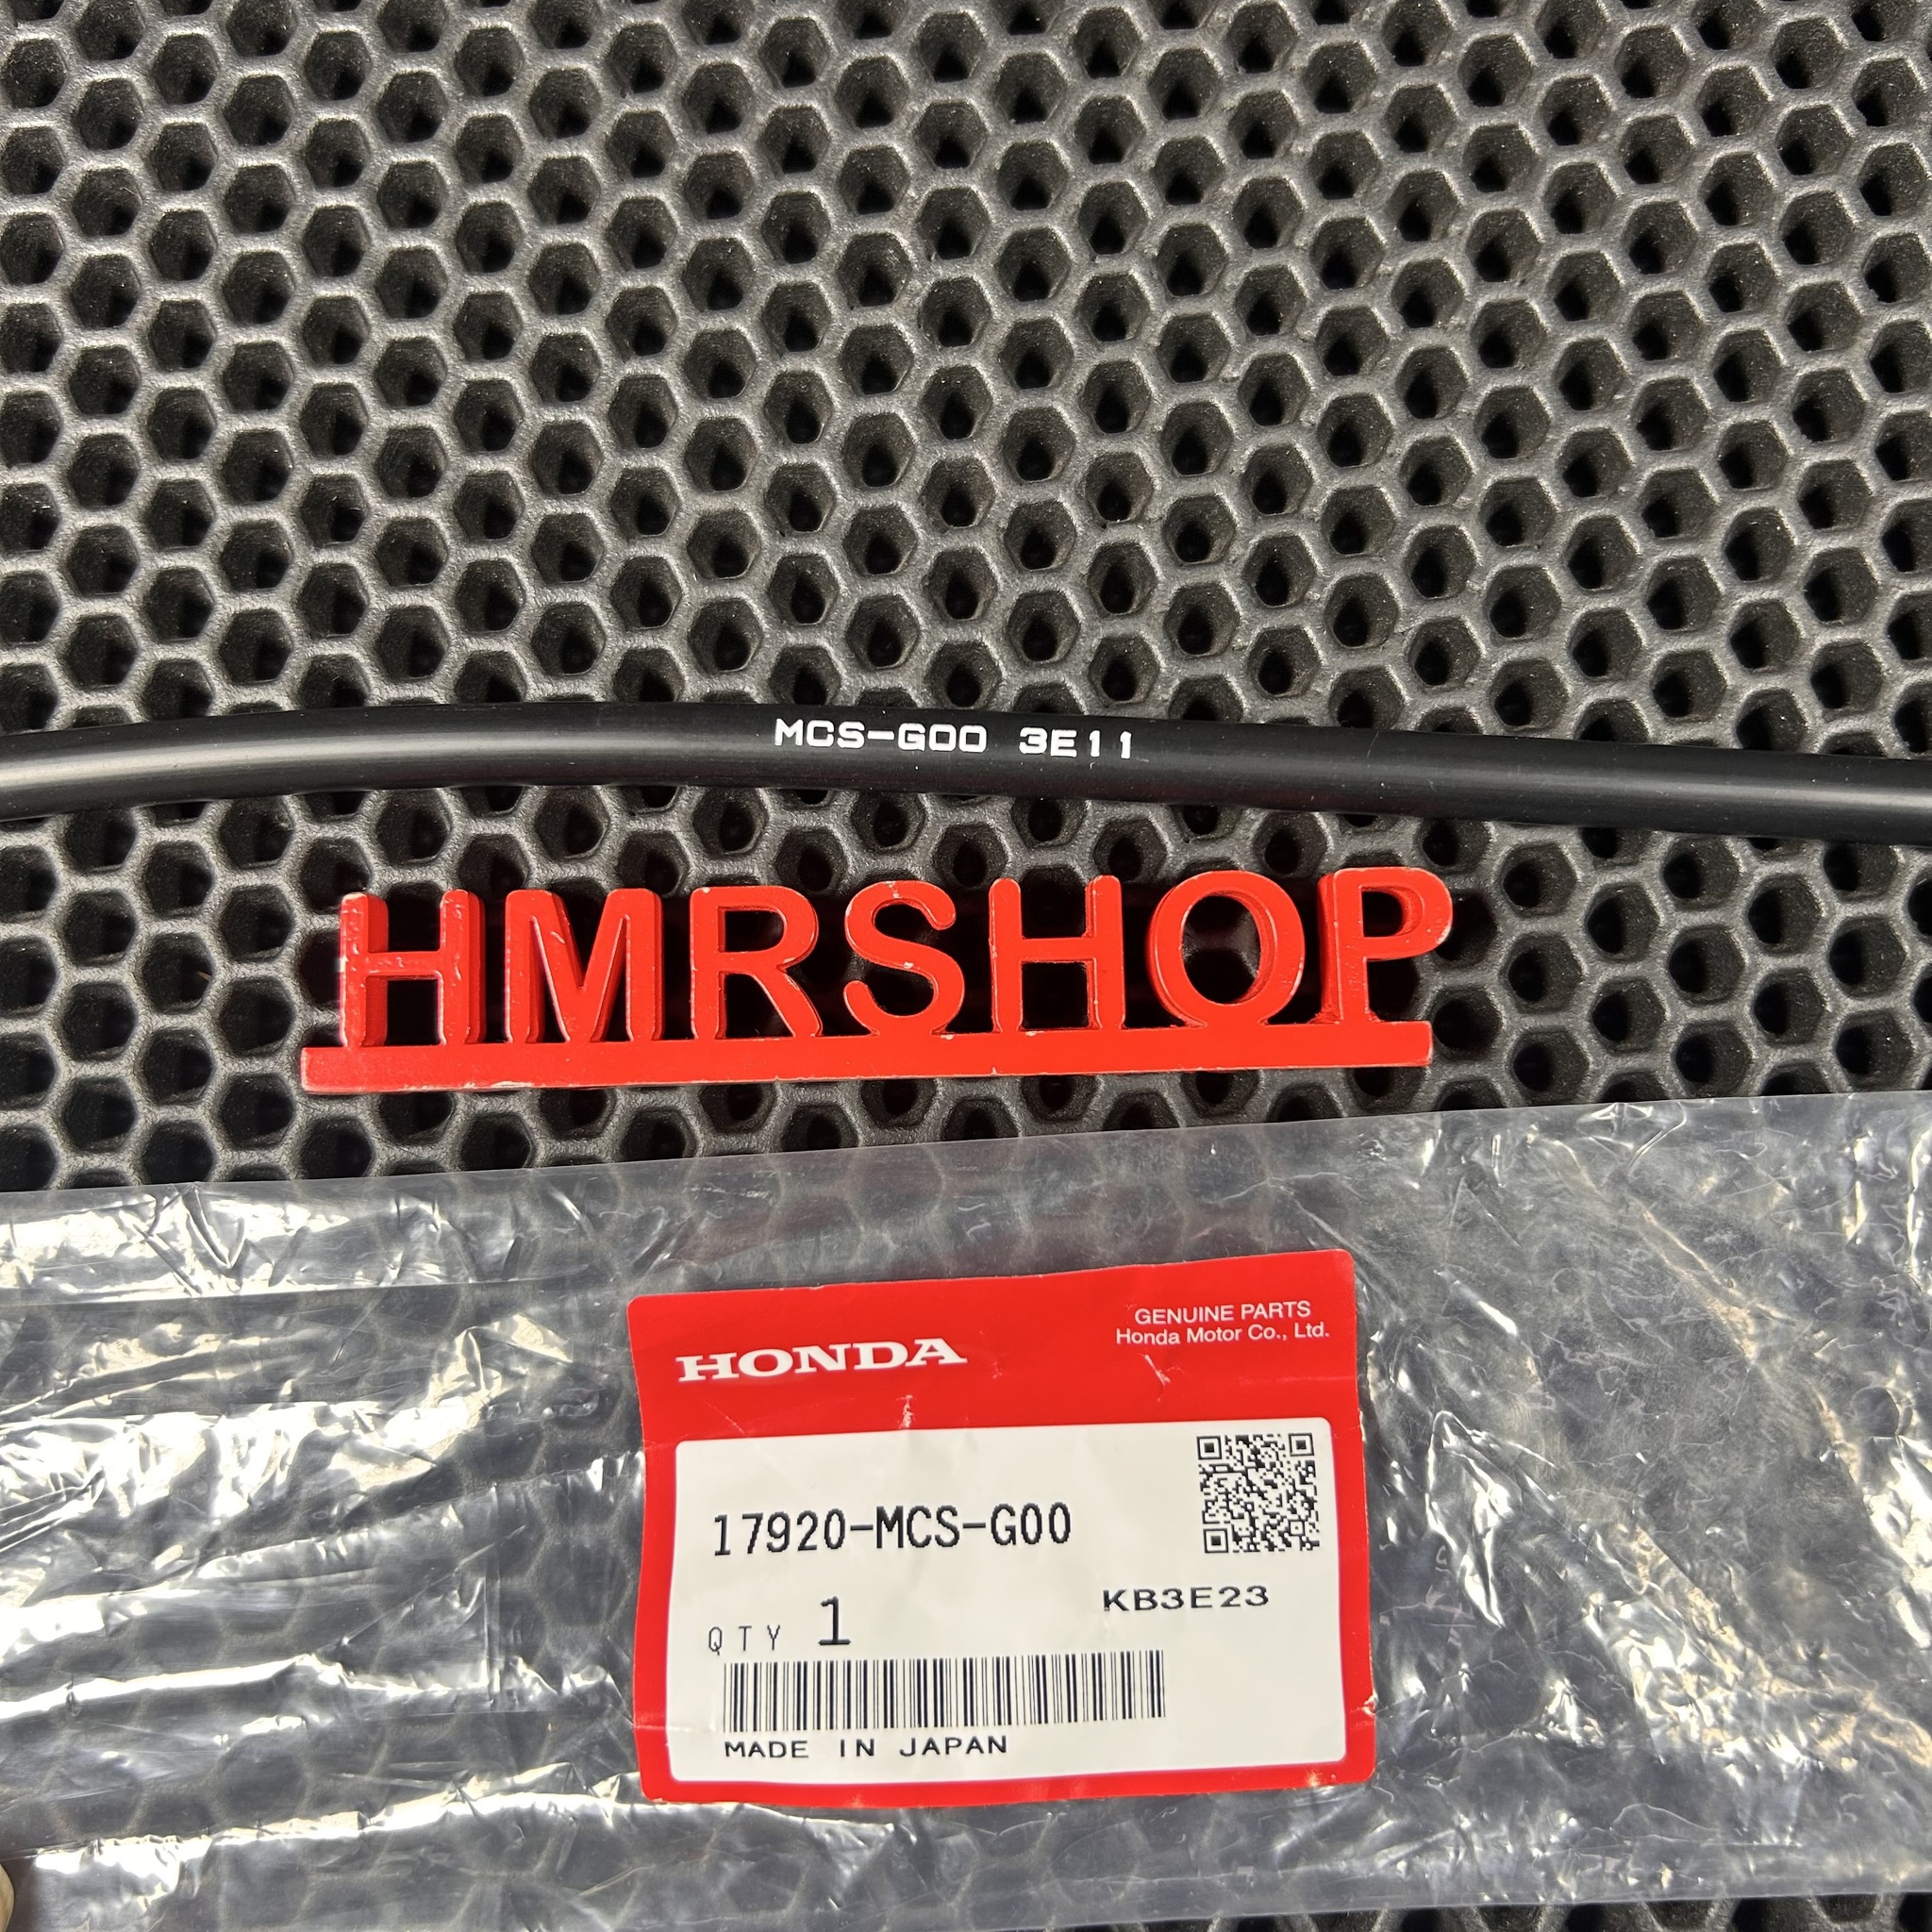 MCS-G00 3E11
HMRSHOP
HONDA
GENUINE PARTS
Honda Motor Co., Ltd.
17920-MCS-G00
KB3E23
QTY 1
MADE IN JAPAN